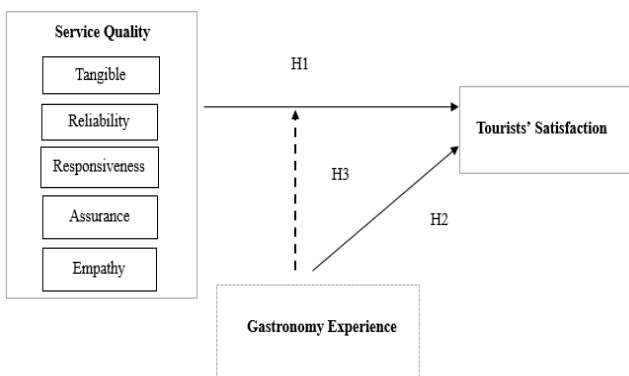 Service Quality
Tangible
Reliability
Responsiveness
Assurance
Empathy
H1
Tourists' Satisfaction
H3
H2
Gastronomy Experience